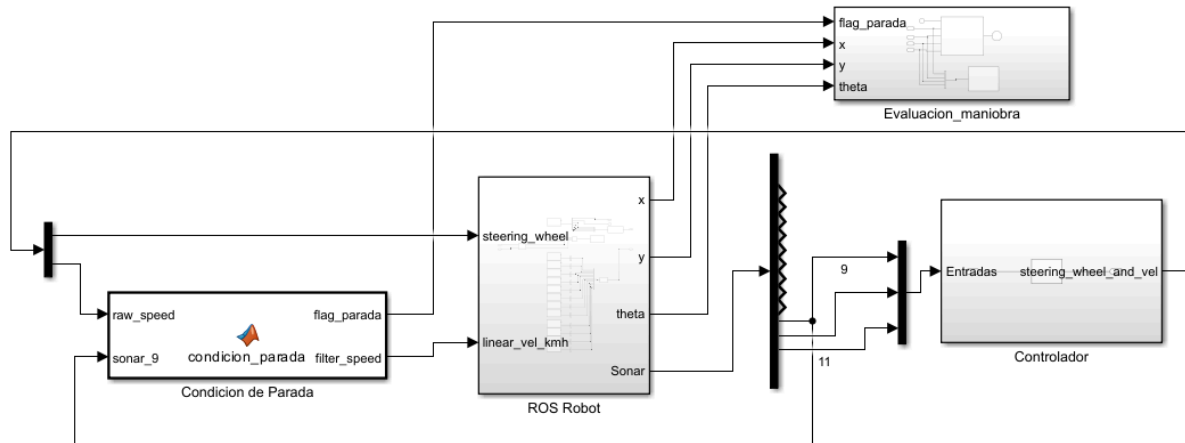 flag_parada
x
y
theta
Evaluacion_maniobra
steering_wheel
linear_vel_kmh
x
y
theta
Sonar
ROS Robot
raw_speed
sonar_9
condicion_parada
flag_parada
filter_speed
Condicion de Parada
9
11
Entradas
steering_wheel_and_vel
Controlador